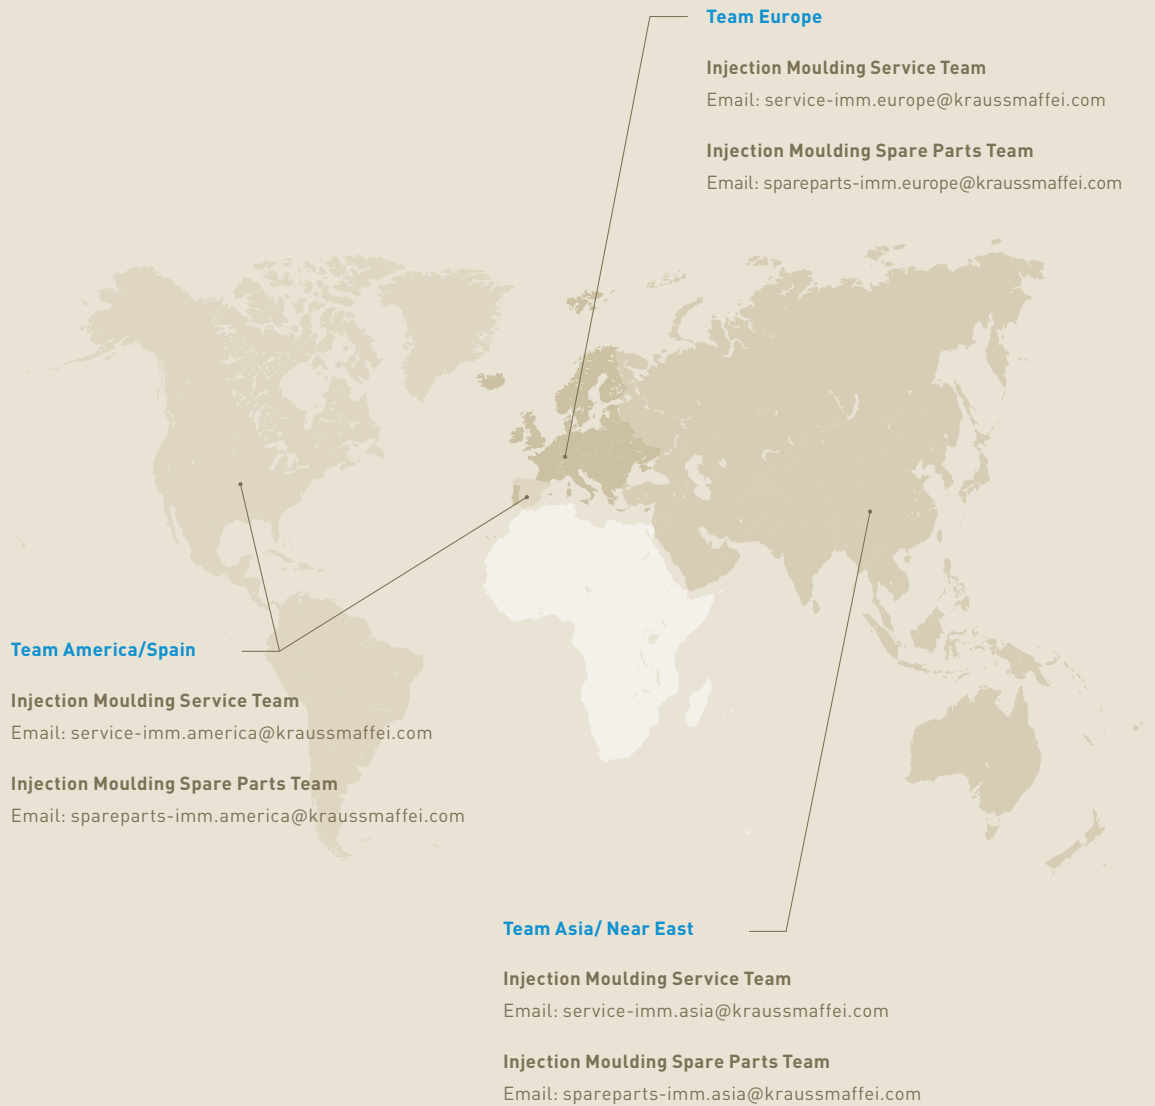 Team Europe
Injection Moulding Service Team
Email: service-imm.europe@kraussmaffei.com
Injection Moulding Spare Parts Team
Email: spareparts-imm.europe@kraussmaffei.com
Team America/Spain
Injection Moulding Service Team
Email: service-imm.america@kraussmaffei.com
Injection Moulding Spare Parts Team
Email: spareparts-imm.america@kraussmaffei.com
Team Asia/ Near East
Injection Moulding Service Team
Email: service-imm.asia@kraussmaffei.com
Injection Moulding Spare Parts Team
Email: spareparts-imm.asia@kraussmaffei.com